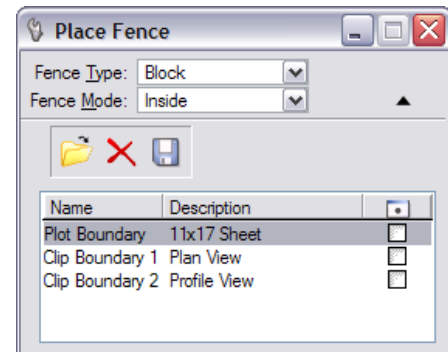 Place Fence
Fence Type: Block
Fence Mode: Inside
Name Description
Plot Boundary 11x17 Sheet
Clip Boundary 1 Plan View
Clip Boundary 2 Profile View